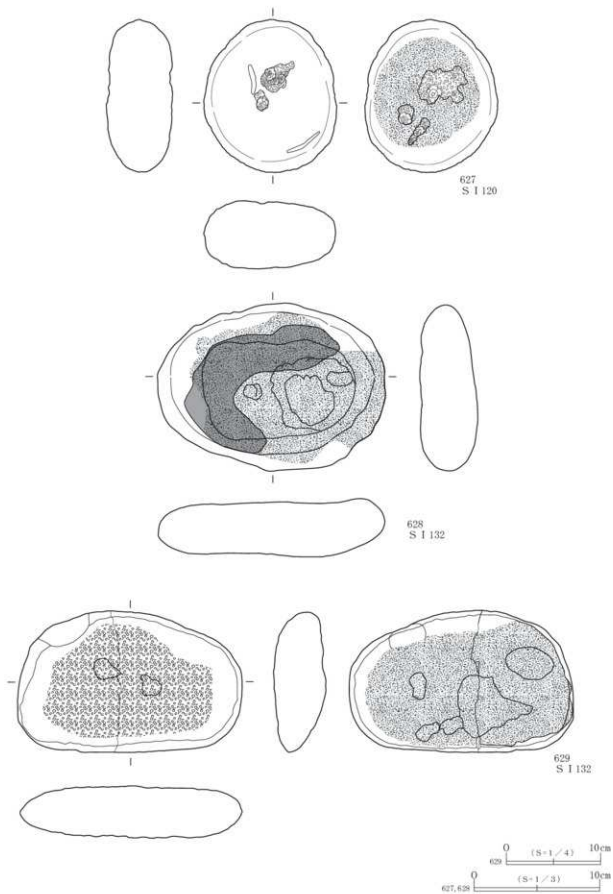 627
S I 120
628
S I 132
629
S I 132
0 (S=1/4) 10cm
629
0 (S=1/3) 10cm
627,628